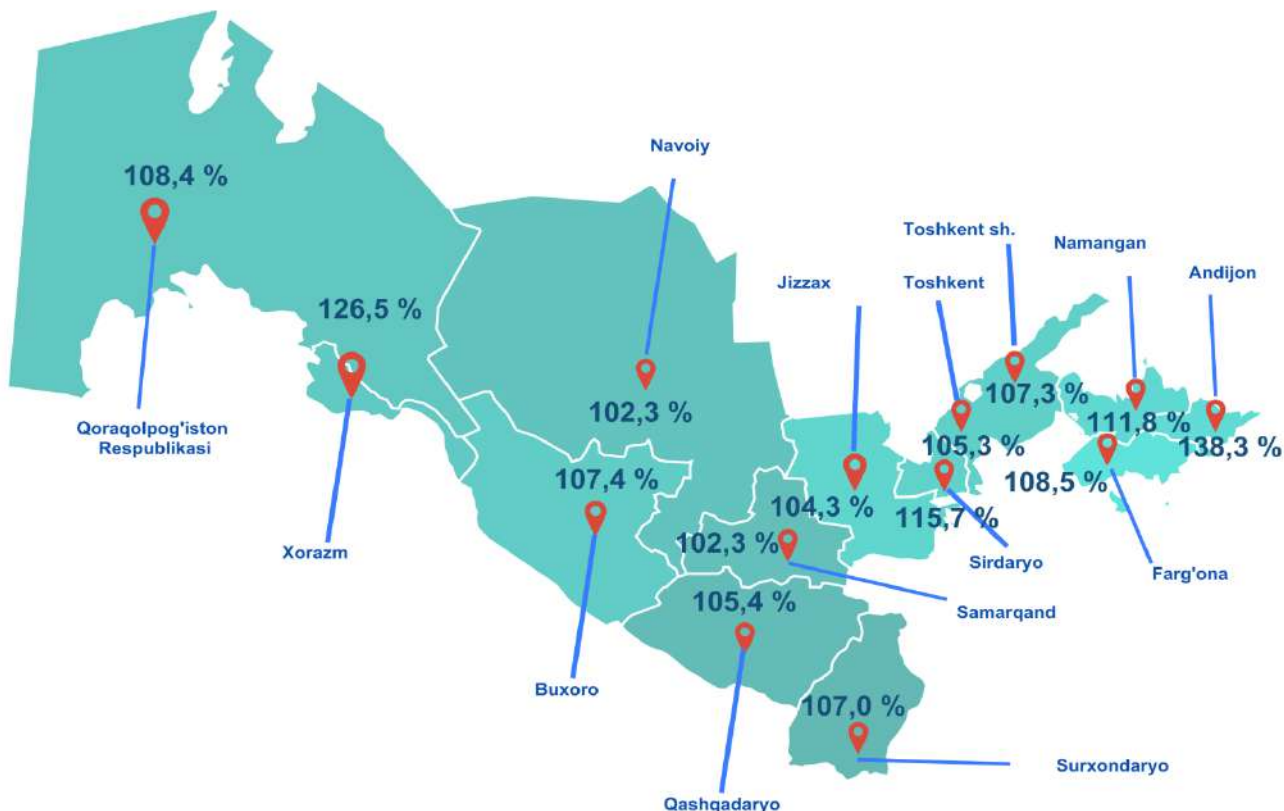 Navoiy
108,4 %
Toshkent sh.
Namangan
Jizzax
Toshkent
Andijon
126,5 %
107,3 %
102,3 %
111,8 %
Qoraqolpog'iston
Respublikasi
105,3 %
138,3 %
107,4 %
108,5 %
104,3 %
115,7 %
102,3 %
Xorazm
Sirdaryo
Farg'ona
105,4 %
Samarqand
Buxoro
107,0 %
Surxondaryo
Qashqadaryo